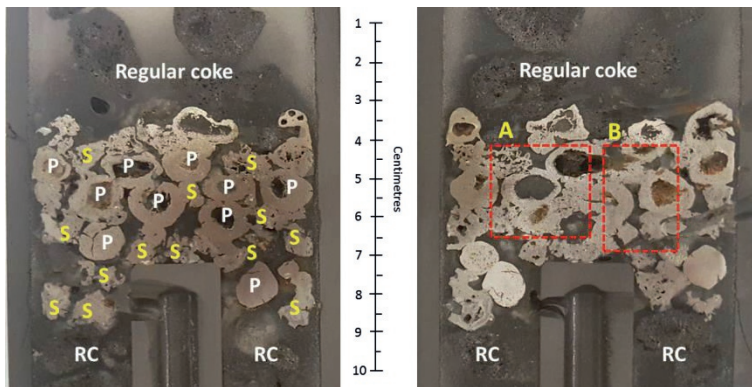 Regular coke
S
P P P S
P S P P
P
P S
S P S
S S S
S P
S S S
RC RC
1
2
3
4
5
6
7
8
9
10
Centimetres
Regular coke
A B
RC RC